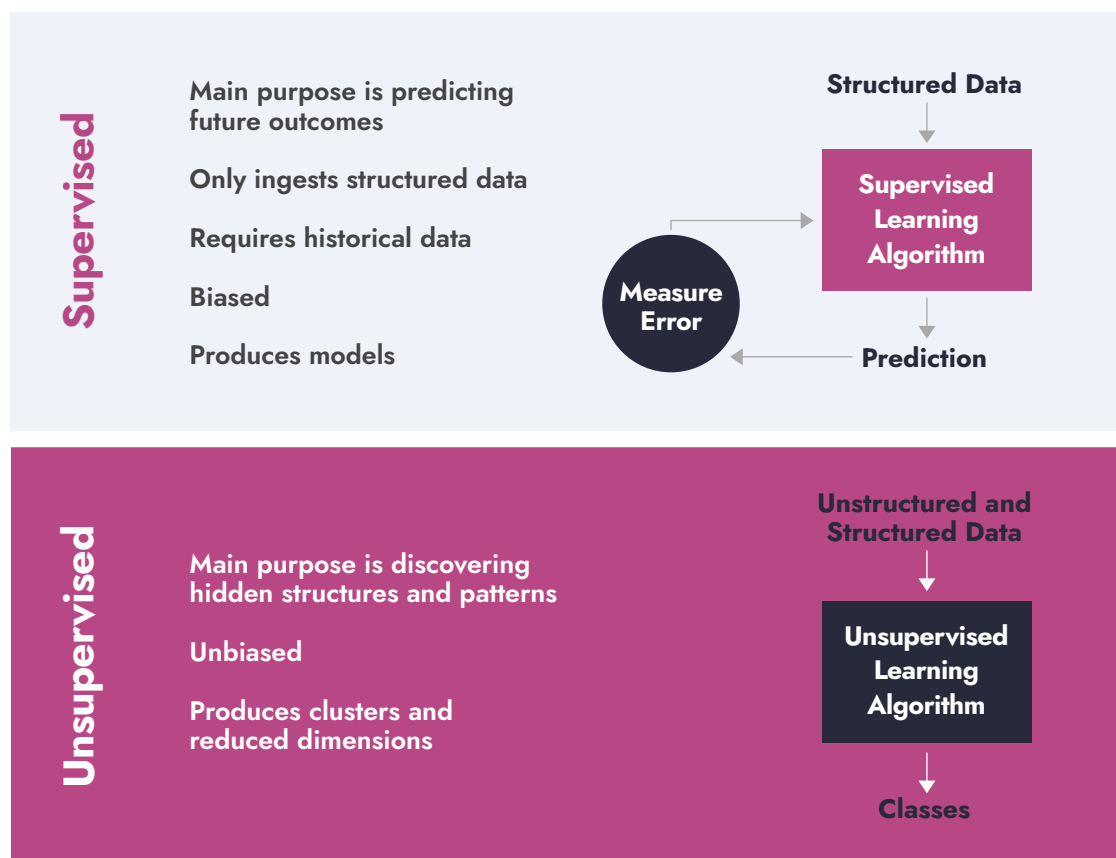 Supervised
Main purpose is predicting
future outcomes
Only ingests structured data
Requires historical data
Biased
Produces models
Structured Data
Supervised
Learning
Algorithm
Measure
Error
Prediction
Unsupervised
Main purpose is discovering
hidden structures and patterns
Unbiased
Produces clusters and
reduced dimensions
Unstructured and
Structured Data
Unsupervised
Learning
Algorithm
Classes